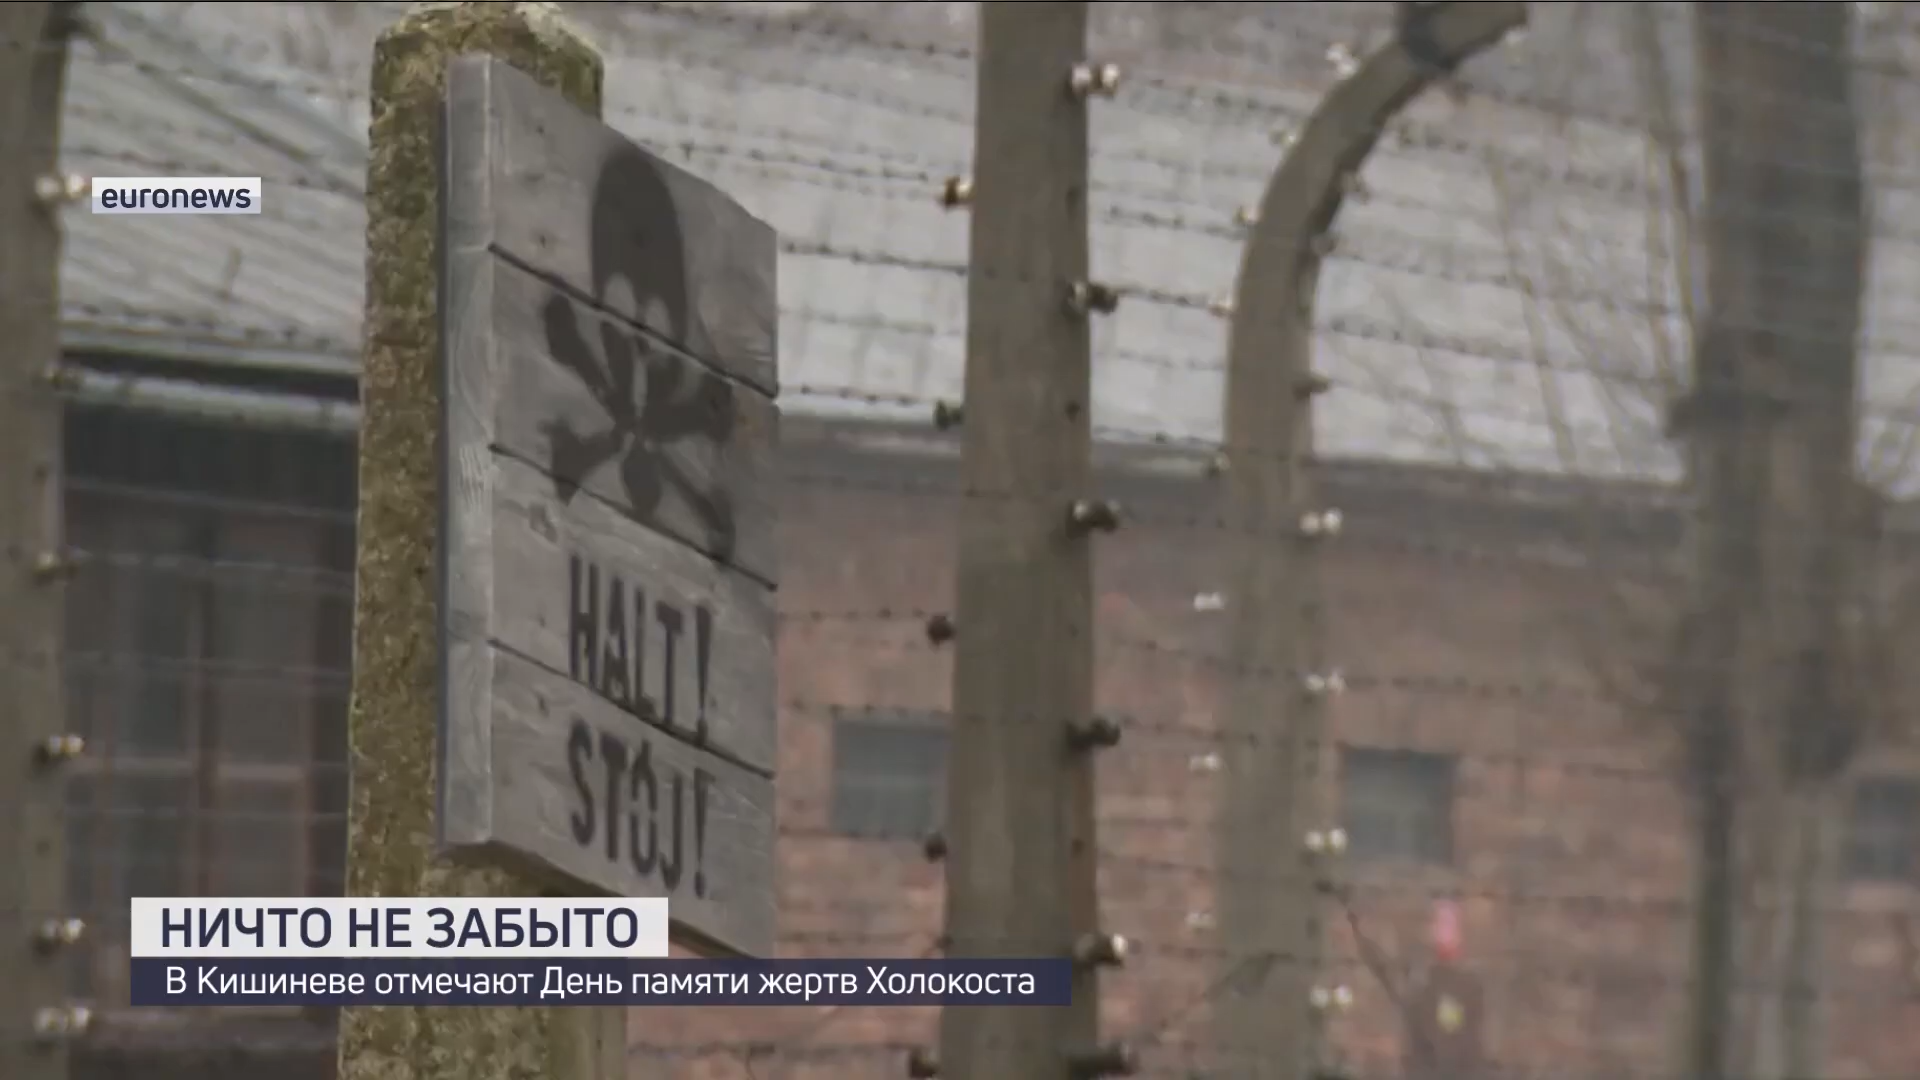 euronews
HALT!
STÓJ!
НИЧТО НЕ ЗАБЫТО
В Кишиневе отмечают День памяти жертв Холокоста